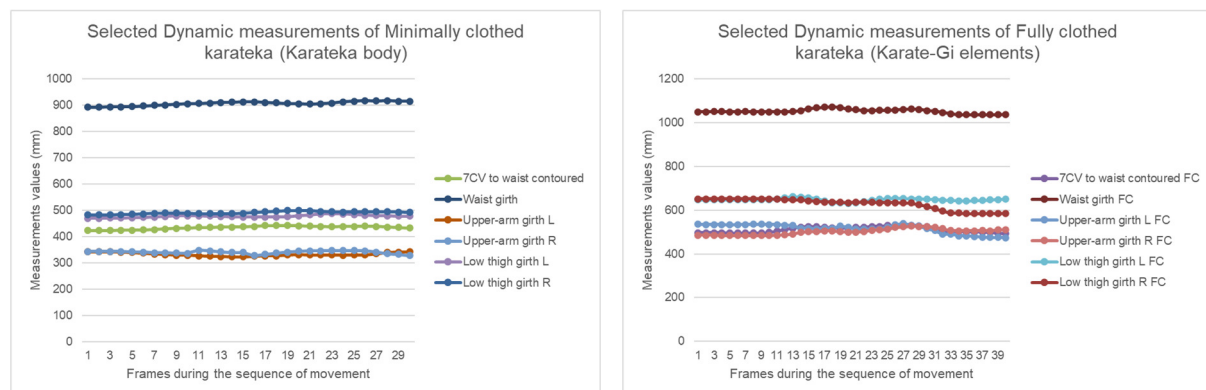 Selected Dynamic measurements of Minimally clothed
karateka (Karateka body)
Measurements values (mm)
1000
900
800
700
600
500
400
300
200
100
0
1 3 5 7 9 11 13 15 17 19 21 23 25 27 29
Frames during the sequence of movement
7CV to waist contoured
Waist girth
Upper-arm girth L
Upper-arm girth R
Low thigh girth L
Low thigh girth R
Selected Dynamic measurements of Fully clothed
karateka (Karate-Gi elements)
Measurements values (mm)
1200
1000
800
600
400
200
0
1 3 5 7 9 11 13 15 17 19 21 23 25 27 29 31 33 35 37 39
Frames during the sequence of movement
7CV to waist contoured FC
Waist girth FC
Upper-arm girth L FC
Upper-arm girth R FC
Low thigh girth L FC
Low thigh girth R FC